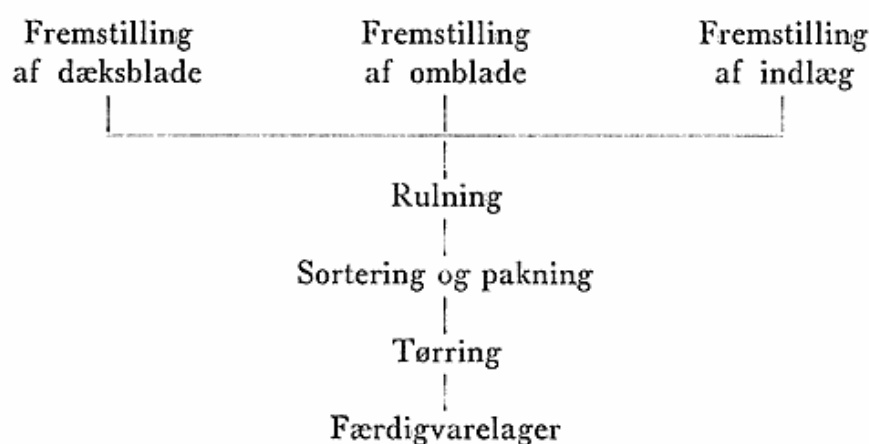 Fremstilling
af dæksblade
Fremstilling
af omblade
Fremstilling
af indlæg
Rulning
Sortering og pakning
Tørring
Færdigvarelager